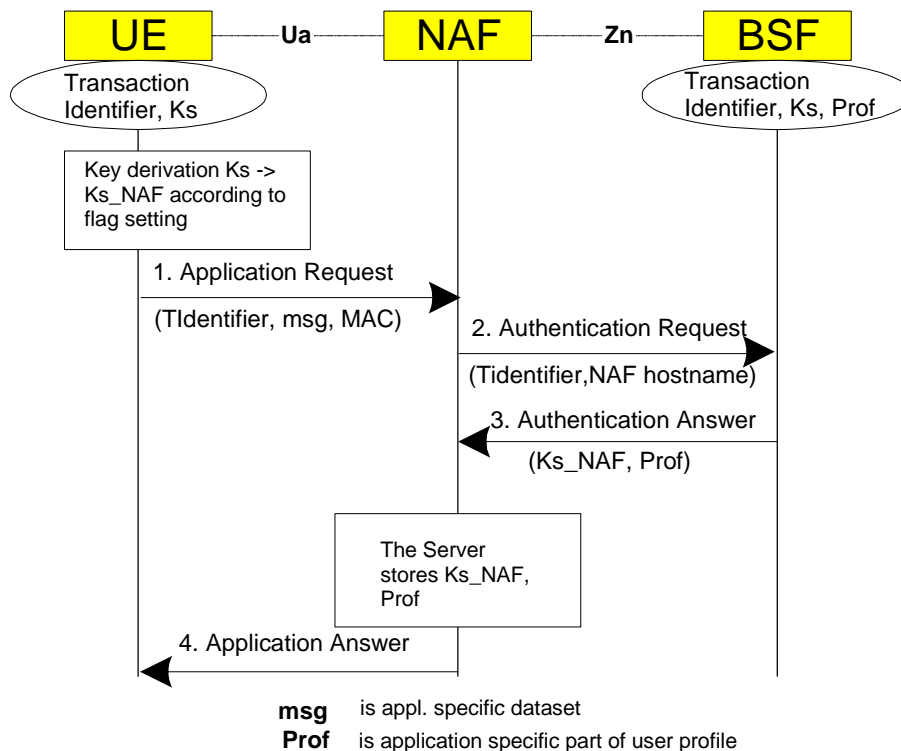 UE Ua NAF Zn BSF
Transaction
Identifier, Ks
Transaction
Identifier, Ks, Prof
Key derivation Ks ->
Ks_NAF according to
flag setting
1. Application Request
(TIdentifier, msg, MAC)
2. Authentication Request
(Tidentifier,NAF hostname)
3. Authentication Answer
(Ks_NAF, Prof)
The Server
stores Ks_NAF,
Prof
4. Application Answer
msg is appl. specific dataset
Prof is application specific part of user profile